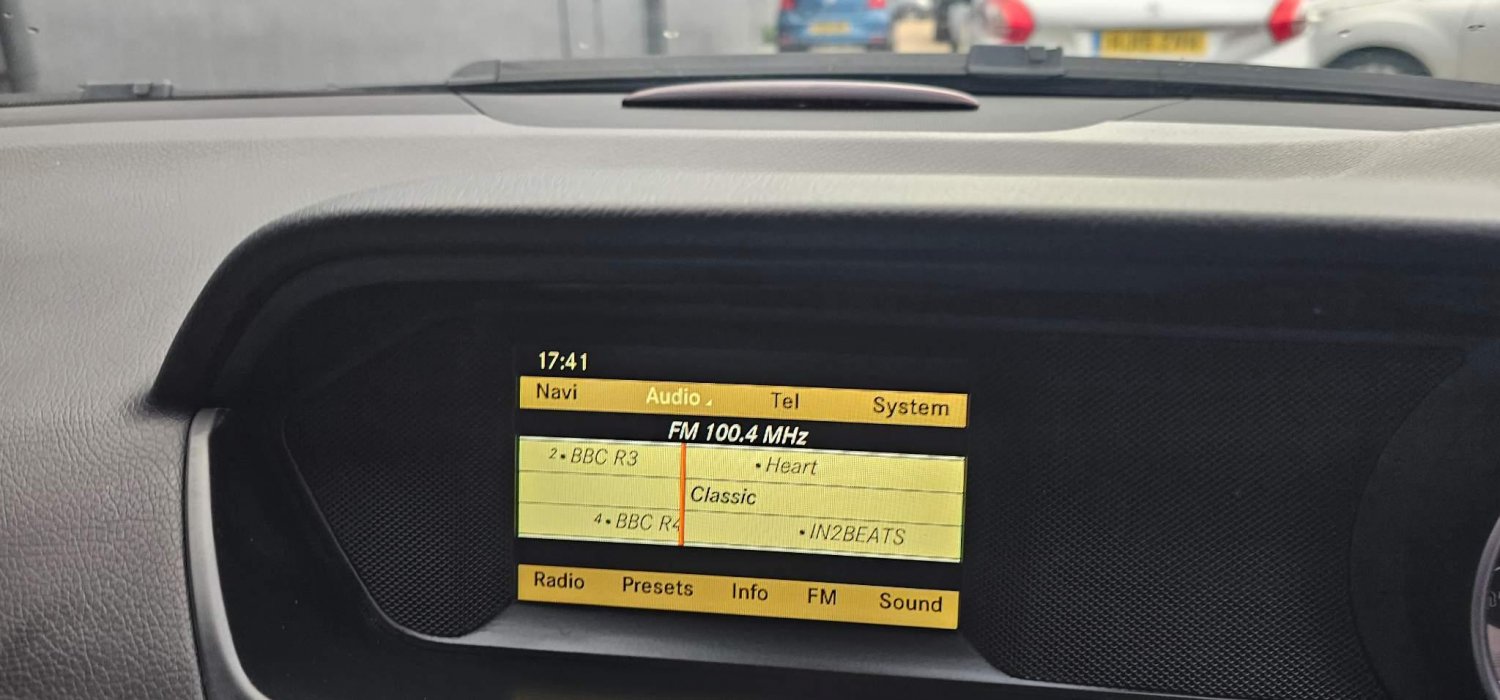 17:41
Navi Audio Tel System
FM 100.4 MHz
2•BBC R3 •Heart
Classic
4•BBC R4 •IN2BEATS
Radio Presets Info FM Sound